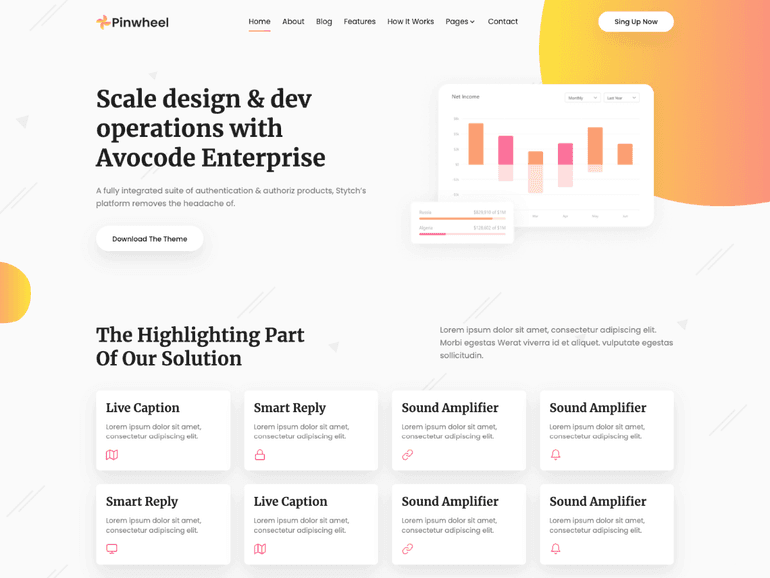 Pinwheel
Home About Blog Features How It Works Pages Contact
Sing Up Now
Scale design & dev
operations with
Avocode Enterprise
A fully integrated suite of authentication & authoriz products, Stytch's
platform removes the headache of.
Download The Theme
Net Income
Monthly
Last Year
Mar
May
The Highlighting Part
Of Our Solution
Lorem ipsum dolor sit amet, consectetur adipiscing elit.
Morbi egestas Werat viverra id et aliquet. vulputate egestas
sollicitudin.
Live Caption
Lorem ipsum dolor sit amet,
consectetur adipiscing elit.
Smart Reply
Lorem ipsum dolor sit amet,
consectetur adipiscing elit.
Sound Amplifier
Lorem ipsum dolor sit amet,
consectetur adipiscing elit.
Sound Amplifier
Lorem ipsum dolor sit amet,
consectetur adipiscing elit.
Smart Reply
Lorem ipsum dolor sit amet,
consectetur adipiscing elit.
Live Caption
Lorem ipsum dolor sit amet,
consectetur adipiscing elit.
Sound Amplifier
Lorem ipsum dolor sit amet,
consectetur adipiscing elit.
Sound Amplifier
Lorem ipsum dolor sit amet,
consectetur adipiscing elit.